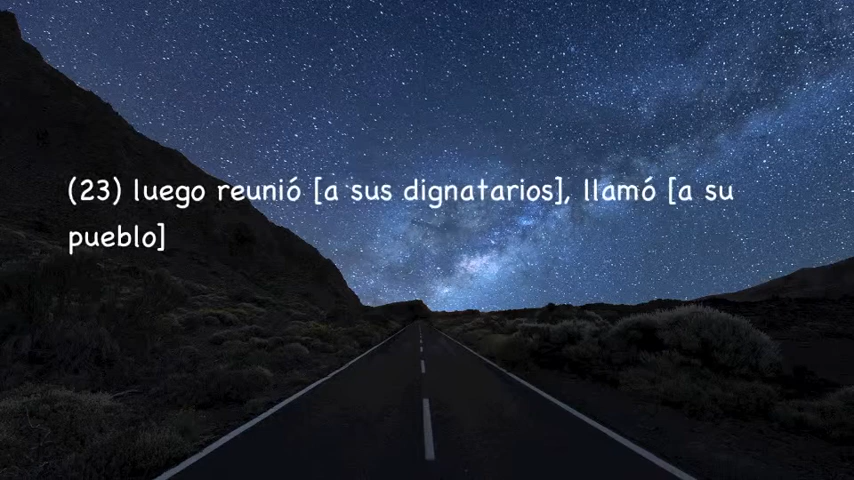 (23) luego reunió [a sus dignatarios], llamó [a su
pueblo]